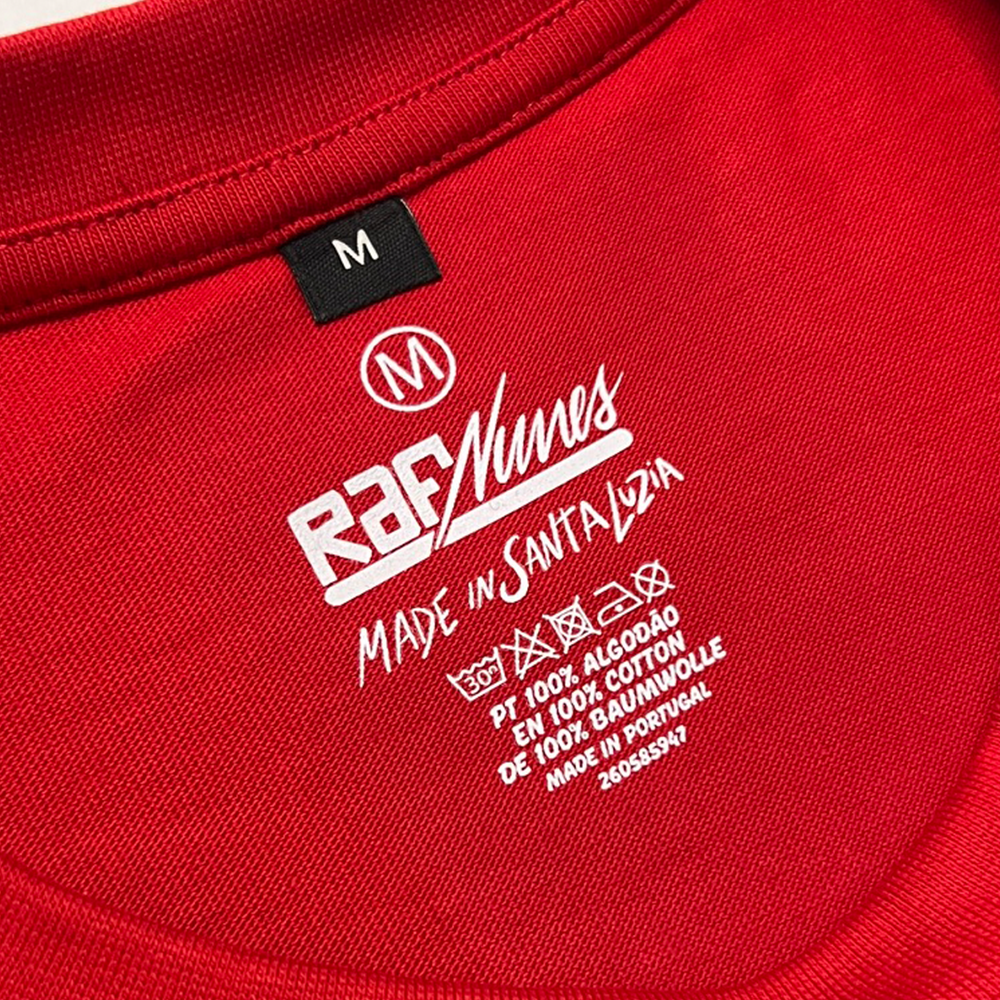 M
M
RaF Nunes
MADE IN SANTA LUZIA
30°
PT 100% ALGODÃO
EN 100% COTTON
DE 100% BAUMWOLLE
MADE IN PORTUGAL
260585947